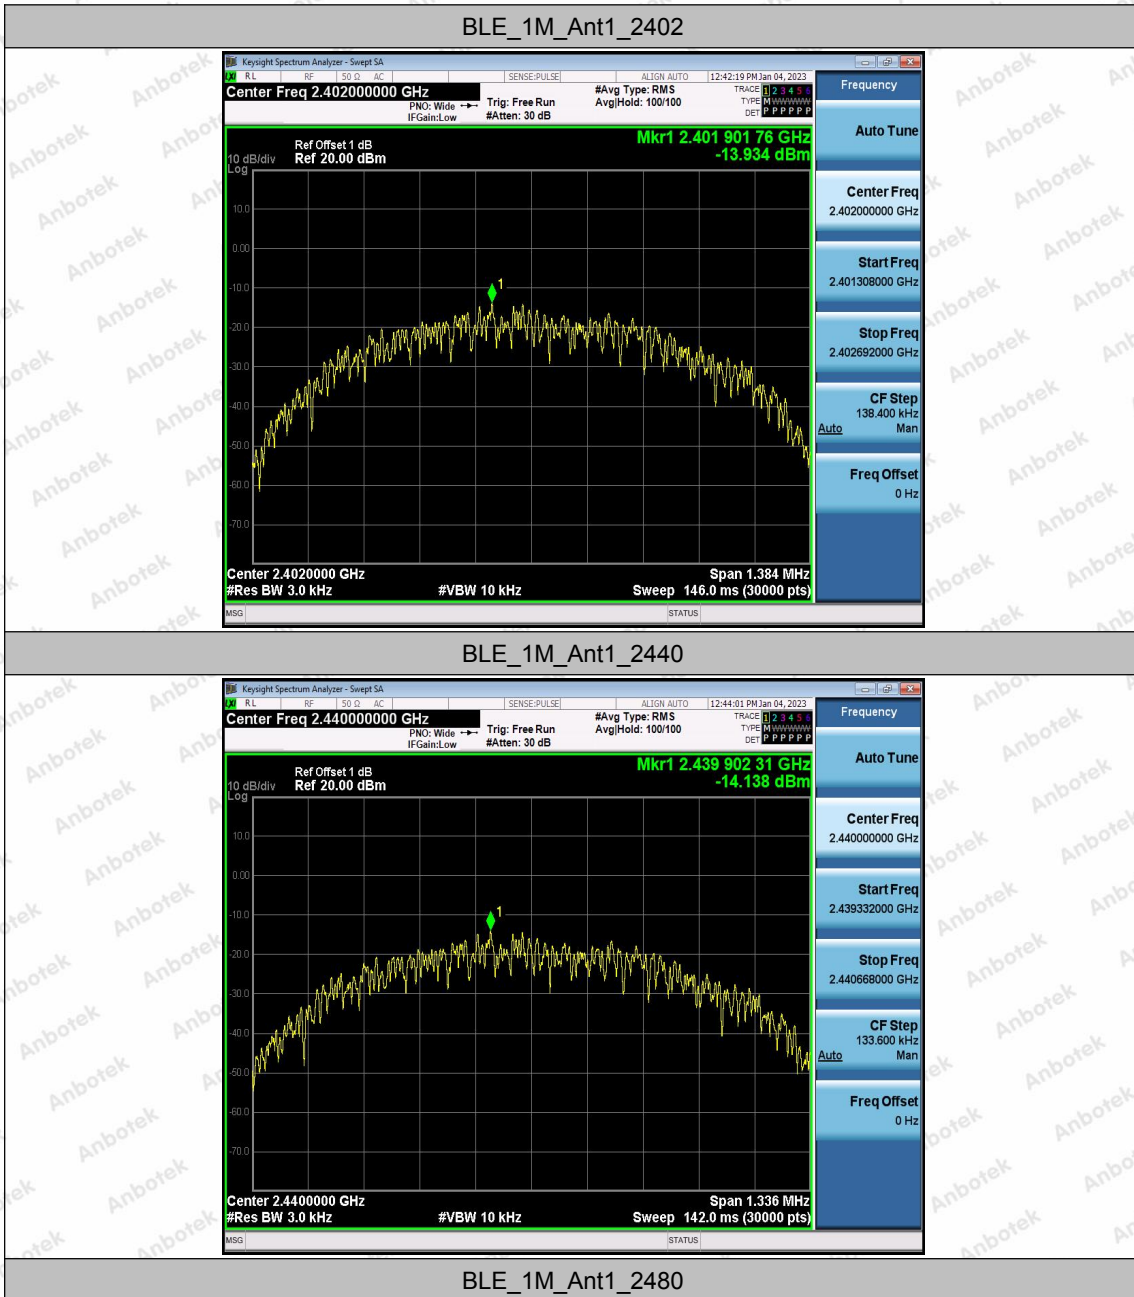 BLE_1M_Ant1_2402
Keysight Spectrum Analyzer - Swept SA
LXI RL RF 50 Ω AC SENSE:PULSE ALIGN AUTO 12:42:19 PM Jan 04, 2023
Center Freq 2.402000000 GHz
PNO: Wide
IFGain:Low
Trig: Free Run
#Atten: 30 dB
#Avg Type: RMS
Avg|Hold: 100/100
TRACE 1 2 3 4 5 6
TYPE M W W W W W
DET P P P P P P
Mkr1 2.401 901 76 GHz
-13.934 dBm
Ref Offset 1 dB
10 dB/div Ref 20.00 dBm
Log
10.0
0.00
-10.0
-20.0
-30.0
-40.0
-50.0
-60.0
-70.0
1
Center 2.4020000 GHz Span 1.384 MHz
#Res BW 3.0 kHz #VBW 10 kHz Sweep 146.0 ms (30000 pts)
MSG STATUS
Frequency
Auto Tune
Center Freq
2.402000000 GHz
Start Freq
2.401308000 GHz
Stop Freq
2.402692000 GHz
CF Step
138.400 kHz
Auto Man
Freq Offset
0 Hz
BLE_1M_Ant1_2440
Keysight Spectrum Analyzer - Swept SA
LXI RL RF 50 Ω AC SENSE:PULSE ALIGN AUTO 12:44:01 PM Jan 04, 2023
Center Freq 2.440000000 GHz
PNO: Wide
IFGain:Low
Trig: Free Run
#Atten: 30 dB
#Avg Type: RMS
Avg|Hold: 100/100
TRACE 1 2 3 4 5 6
TYPE M W W W W W
DET P P P P P P
Mkr1 2.439 902 31 GHz
-14.138 dBm
Ref Offset 1 dB
10 dB/div Ref 20.00 dBm
Log
10.0
0.00
-10.0
-20.0
-30.0
-40.0
-50.0
-60.0
-70.0
1
Center 2.4400000 GHz Span 1.336 MHz
#Res BW 3.0 kHz #VBW 10 kHz Sweep 142.0 ms (30000 pts)
MSG STATUS
Frequency
Auto Tune
Center Freq
2.440000000 GHz
Start Freq
2.439332000 GHz
Stop Freq
2.440668000 GHz
CF Step
133.600 kHz
Auto Man
Freq Offset
0 Hz
BLE_1M_Ant1_2480